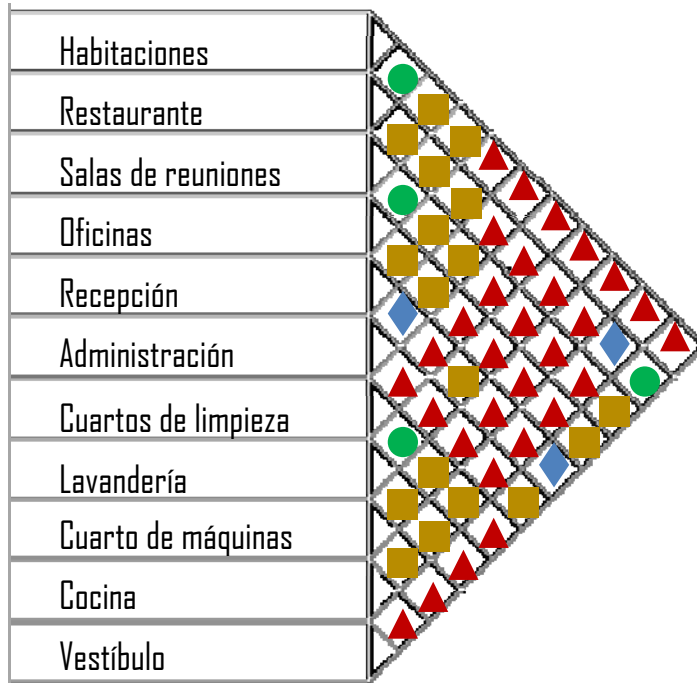 Habitaciones
Restaurante
Salas de reuniones
Oficinas
Recepción
Administración
Cuartos de limpieza
Lavandería
Cuarto de máquinas
Cocina
Vestíbulo